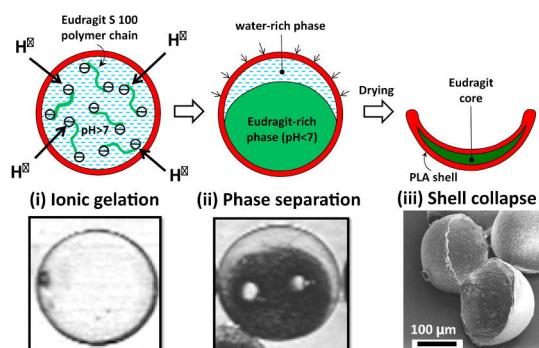 Eudragit S 100
polymer chain
H☒
H☒
pH>7
H☒
H☒
water-rich phase
Eudragit-rich
phase (pH<7)
Drying
Eudragit
core
PLA shell
(i) Ionic gelation
(ii) Phase separation
(iii) Shell collapse
100 µm